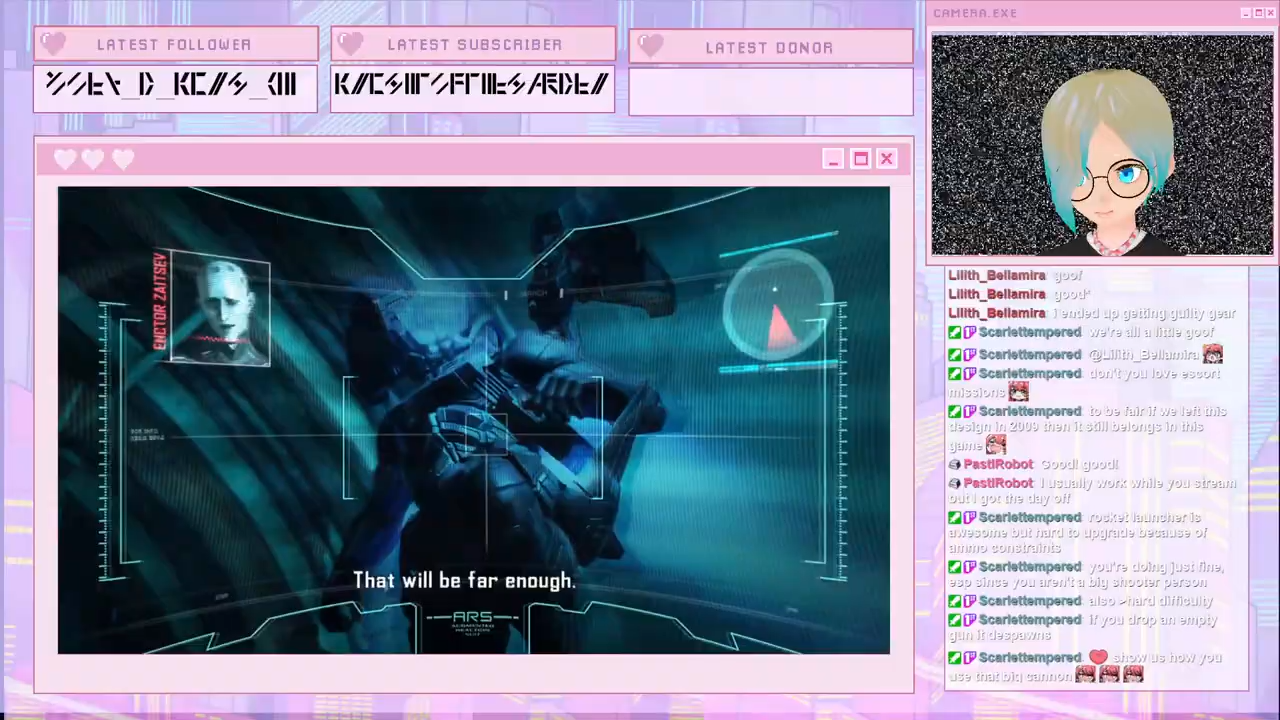 LATEST FOLLOWER
LATEST SUBSCRIBER
LATEST DONOR
CAMERA.EXE
ZAITSEV
That will be far enough.
ARS
AUGMENTED
REACTION
SUIT
Lilith_Bellamira goof
Lilith_Bellamira good*
Lilith_Bellamira i ended up getting guilty gear
Scarlettempered we're all a little goof
Scarlettempered @Lilith_Bellamira
Scarlettempered don't you love escort
missions
Scarlettempered to be fair if we left this
design in 2009 then it still belongs in this
game
PastlRobot Good! good!
PastlRobot I usually work while you stream
but I got the day off
Scarlettempered rocket launcher is
awesome but hard to upgrade because of
ammo constraints
Scarlettempered you're doing just fine,
esp since you aren't a big shooter person
Scarlettempered also >hard difficulty
Scarlettempered if you drop an empty
gun it despawns
Scarlettempered show us how you
use that big cannon